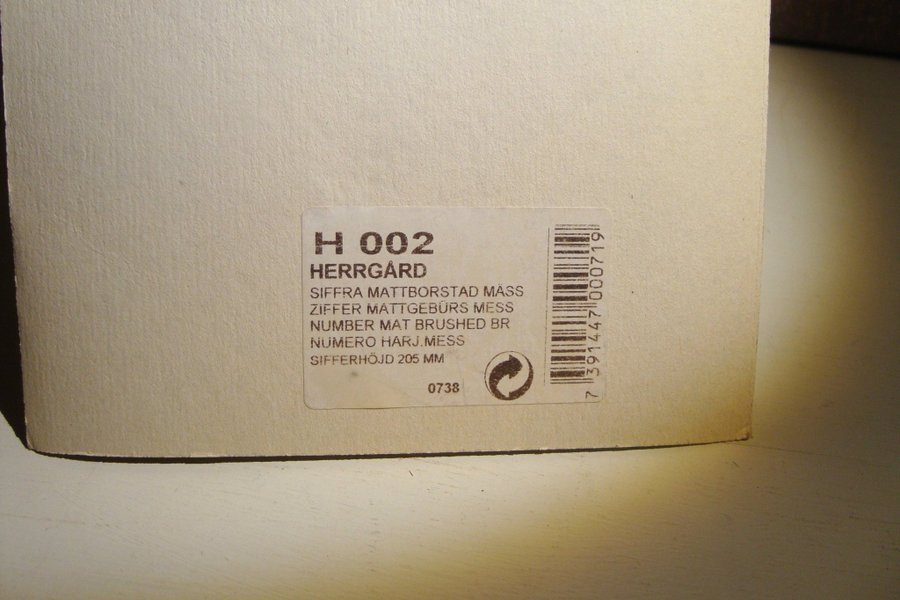 H 002
HERRGÅRD
SIFFRA MATTBORSTAD MÄSS
ZIFFER MATTGEBÜRS MESS
NUMBER MAT BRUSHED BR
NUMERO HARJ.MESS
SIFFERHÖJD 205 MM
0738
7 391447 000719